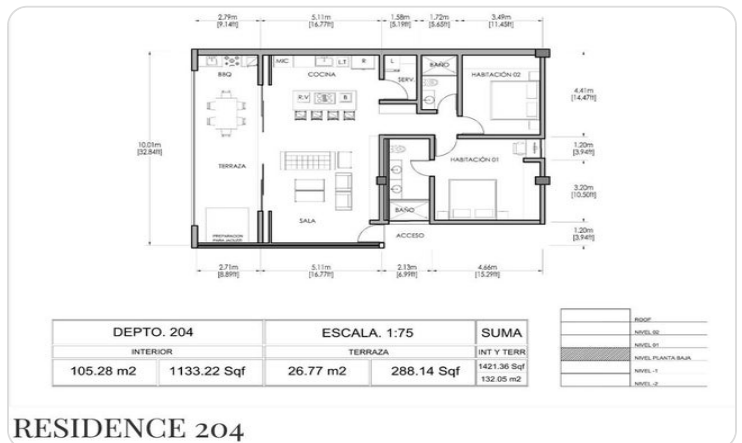 2.79m 5.11m 1.58m 1.72m 3.49m
[9.14ft] [16.77ft] [5.19ft] [5.65ft] [11.43ft]
BBQ MIC COCINA L.T R L SERV. BAÑO HABITACIÓN 02
R.V B
4.41m
[14.47ft]
10.01m
[32.84ft]
1.20m
[3.94ft]
TERRAZA HABITACIÓN 01
3.20m
[10.50ft]
SALA BAÑO
PREPARACION
PARA JACUZZI
ACCESO
1.20m
[3.94ft]
2.71m 5.11m 2.13m 4.66m
[8.89ft] [16.77ft] [6.99ft] [15.29ft]
DEPTO. 204 ESCALA. 1:75 SUMA
INTERIOR TERRAZA INT Y TERR
105.28 m2 1133.22 Sqf 26.77 m2 288.14 Sqf 1421.36 Sqf
132.05 m2
ROOF
NIVEL 02
NIVEL 01
NIVEL PLANTA BAJA
NIVEL -1
NIVEL -2
RESIDENCE 204